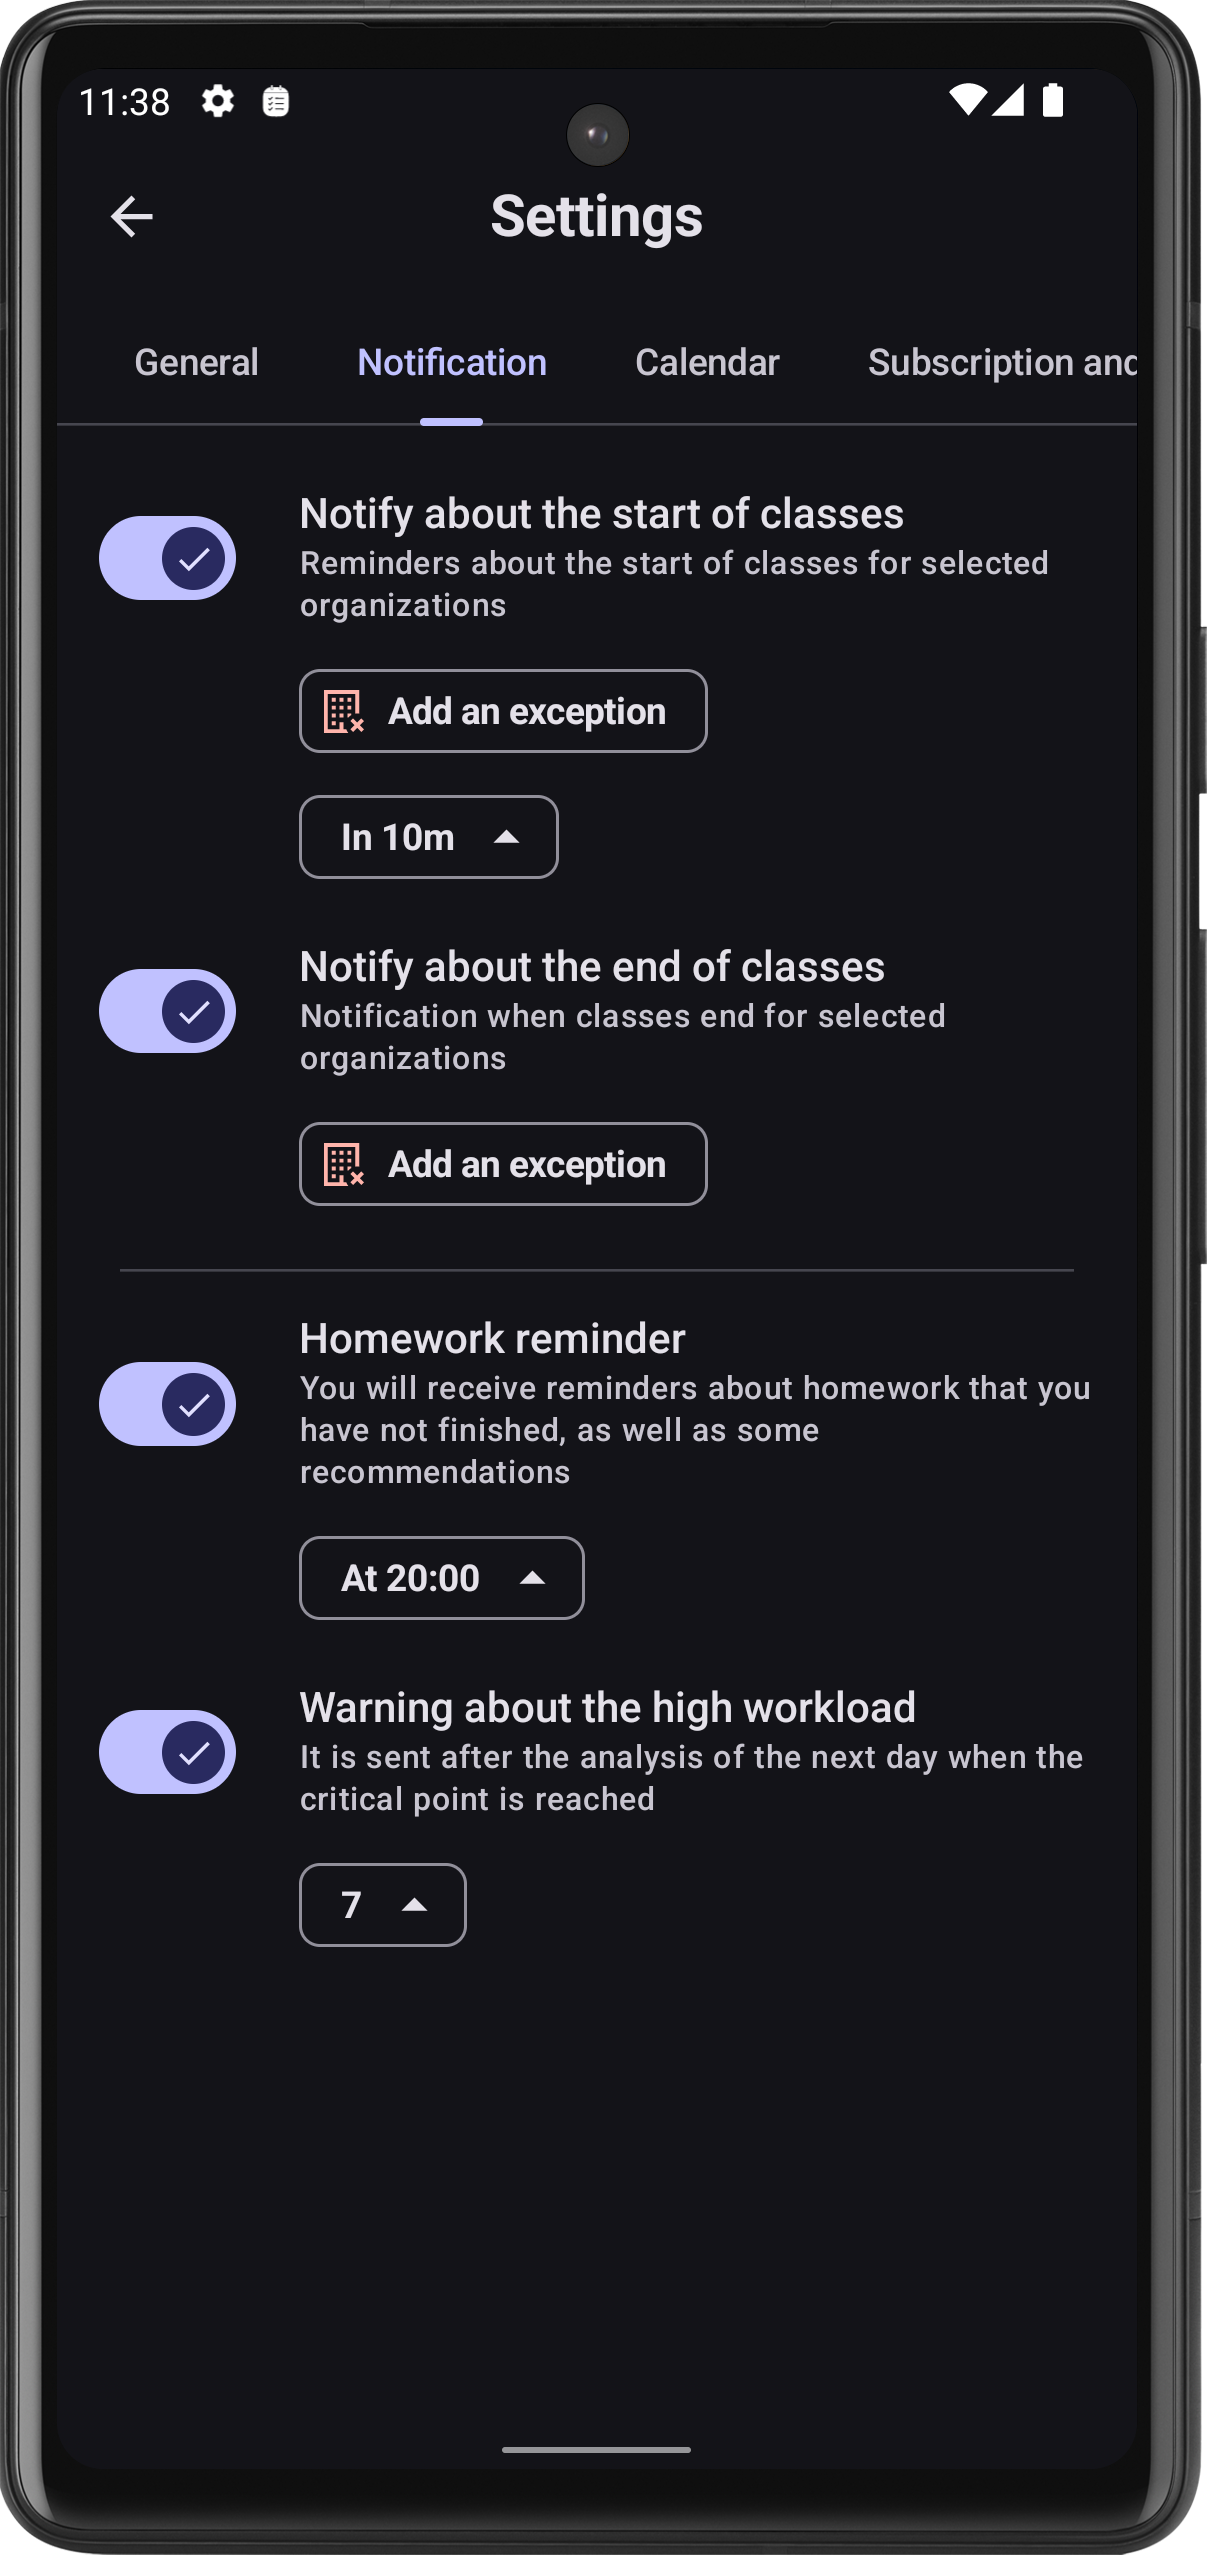 11:38
Settings
General Notification Calendar Subscription and
Notify about the start of classes
Reminders about the start of classes for selected
organizations
Add an exception
In 10m
Notify about the end of classes
Notification when classes end for selected
organizations
Add an exception
Homework reminder
You will receive reminders about homework that you
have not finished, as well as some
recommendations
At 20:00
Warning about the high workload
It is sent after the analysis of the next day when the
critical point is reached
7